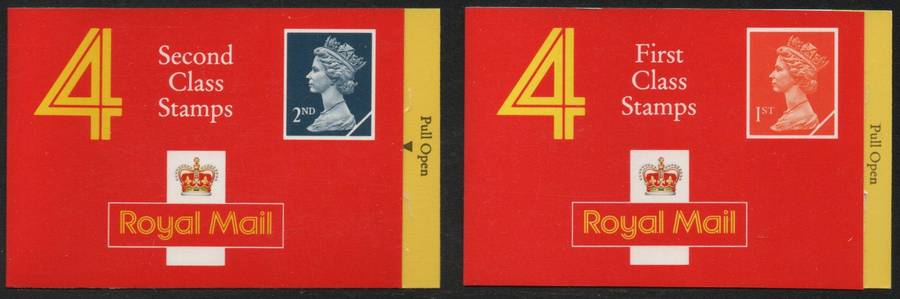 4
Second
Class
Stamps
2ND
Pull Open
Royal Mail
4
First
Class
Stamps
1ST
Pull Open
Royal Mail